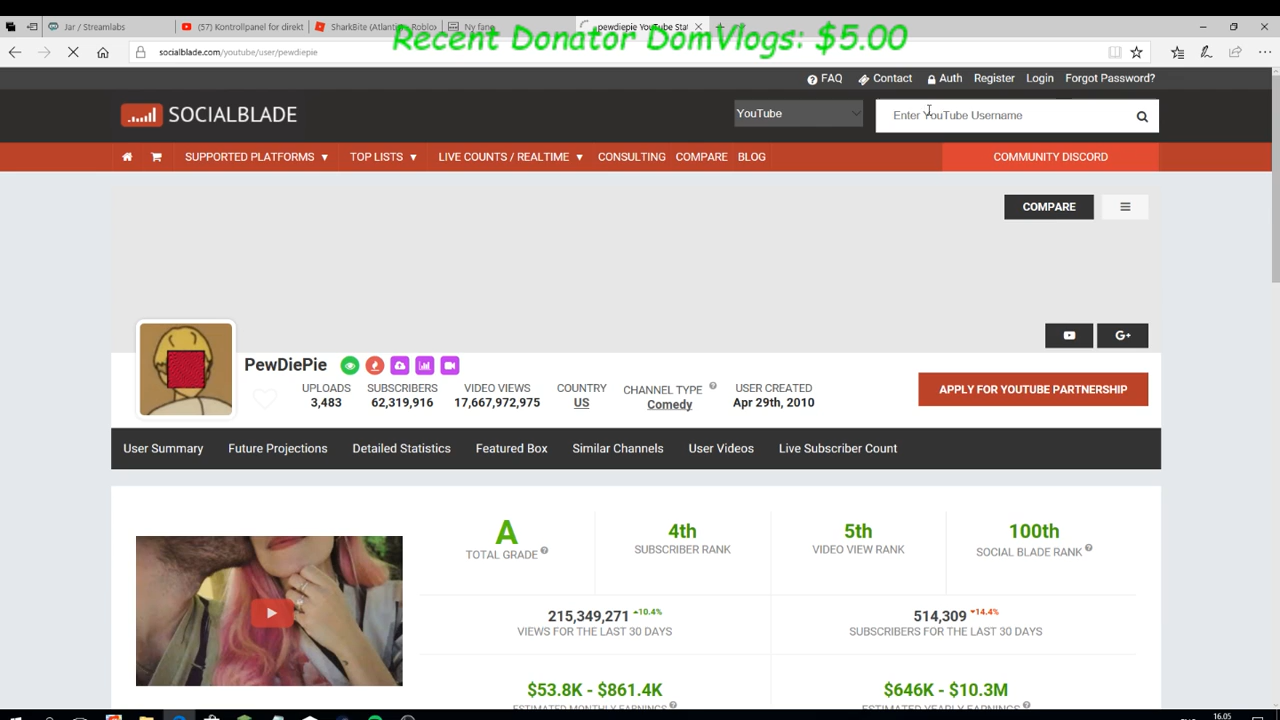 Jar / Streamlabs
(57) Kontrollpanel for direkt
SharkBite (Atlantis) - Roblox
Ny fane
pewdiepie YouTube Sta
Recent Donator DomVlogs: $5.00
socialblade.com/youtube/user/pewdiepie
FAQ Contact Auth Register Login Forgot Password?
SOCIALBLADE
YouTube
Enter YouTube Username
SUPPORTED PLATFORMS TOP LISTS LIVE COUNTS / REALTIME CONSULTING COMPARE BLOG COMMUNITY DISCORD
COMPARE
G+
PewDiePie
UPLOADS SUBSCRIBERS VIDEO VIEWS COUNTRY CHANNEL TYPE USER CREATED
3,483 62,319,916 17,667,972,975 US Comedy Apr 29th, 2010
APPLY FOR YOUTUBE PARTNERSHIP
User Summary Future Projections Detailed Statistics Featured Box Similar Channels User Videos Live Subscriber Count
A 4th 5th 100th
TOTAL GRADE SUBSCRIBER RANK VIDEO VIEW RANK SOCIAL BLADE RANK
215,349,271 10.4% 514,309 14.4%
VIEWS FOR THE LAST 30 DAYS SUBSCRIBERS FOR THE LAST 30 DAYS
$53.8K - $861.4K $646K - $10.3M
ESTIMATED MONTHLY EARNINGS ESTIMATED YEARLY EARNINGS
16.05